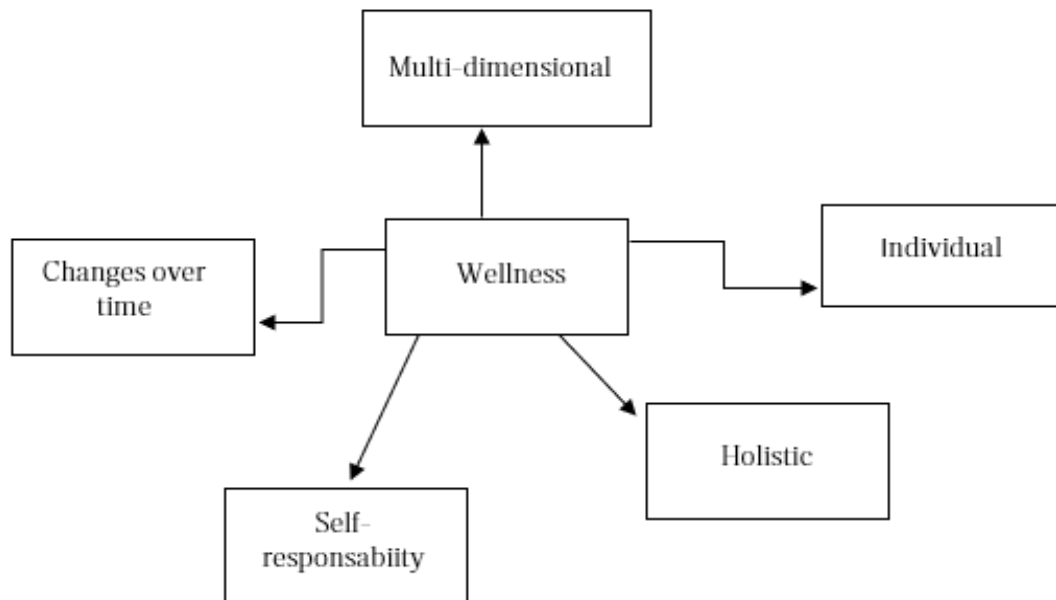 Multi-dimensional
Individual
Changes over
time
Wellness
Holistic
Self-
responsabiity